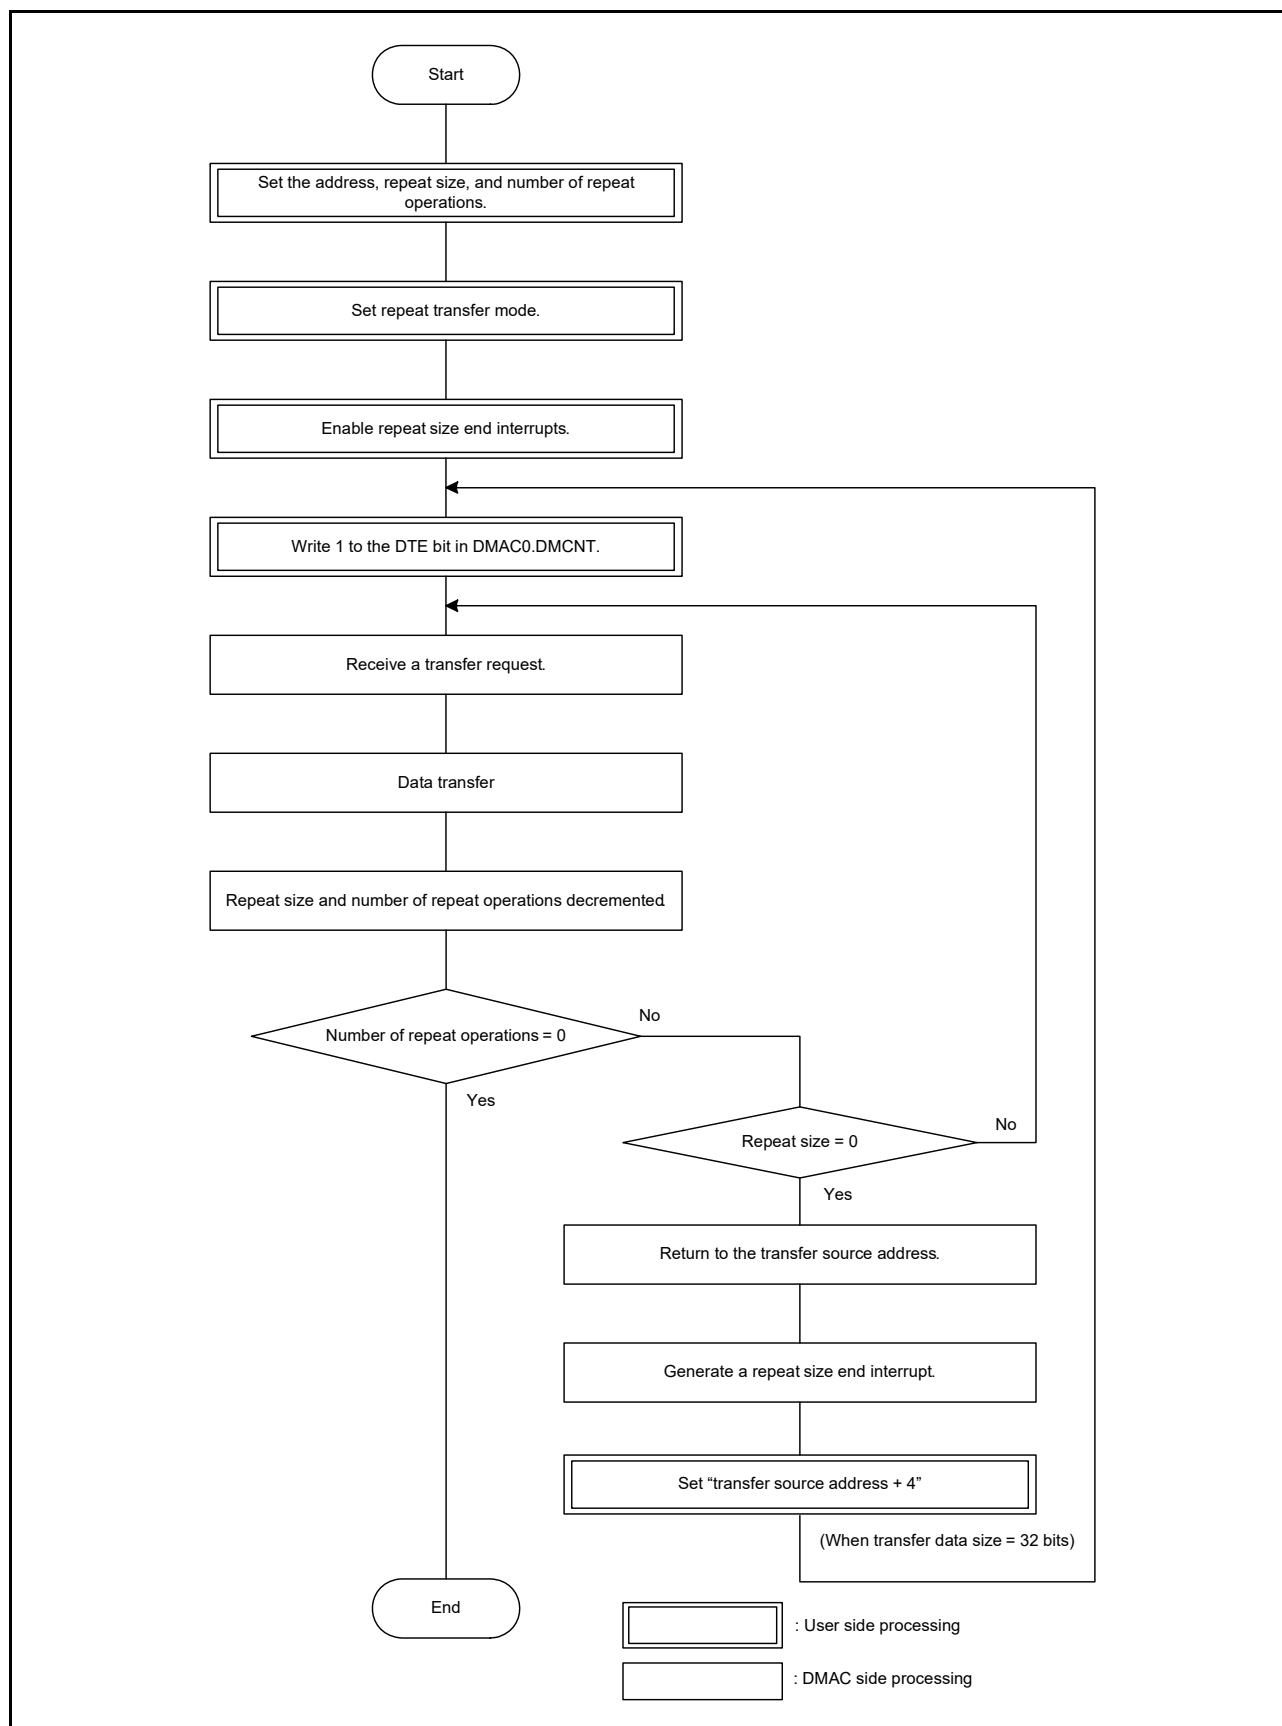 Start
Set the address, repeat size, and number of repeat
operations.
Set repeat transfer mode.
Enable repeat size end interrupts.
Write 1 to the DTE bit in DMAC0.DMCNT.
Receive a transfer request.
Data transfer
Repeat size and number of repeat operations decremented.
Number of repeat operations = 0
No
Yes
Repeat size = 0
No
Yes
Return to the transfer source address.
Generate a repeat size end interrupt.
Set “transfer source address + 4”
(When transfer data size = 32 bits)
End
: User side processing
: DMAC side processing